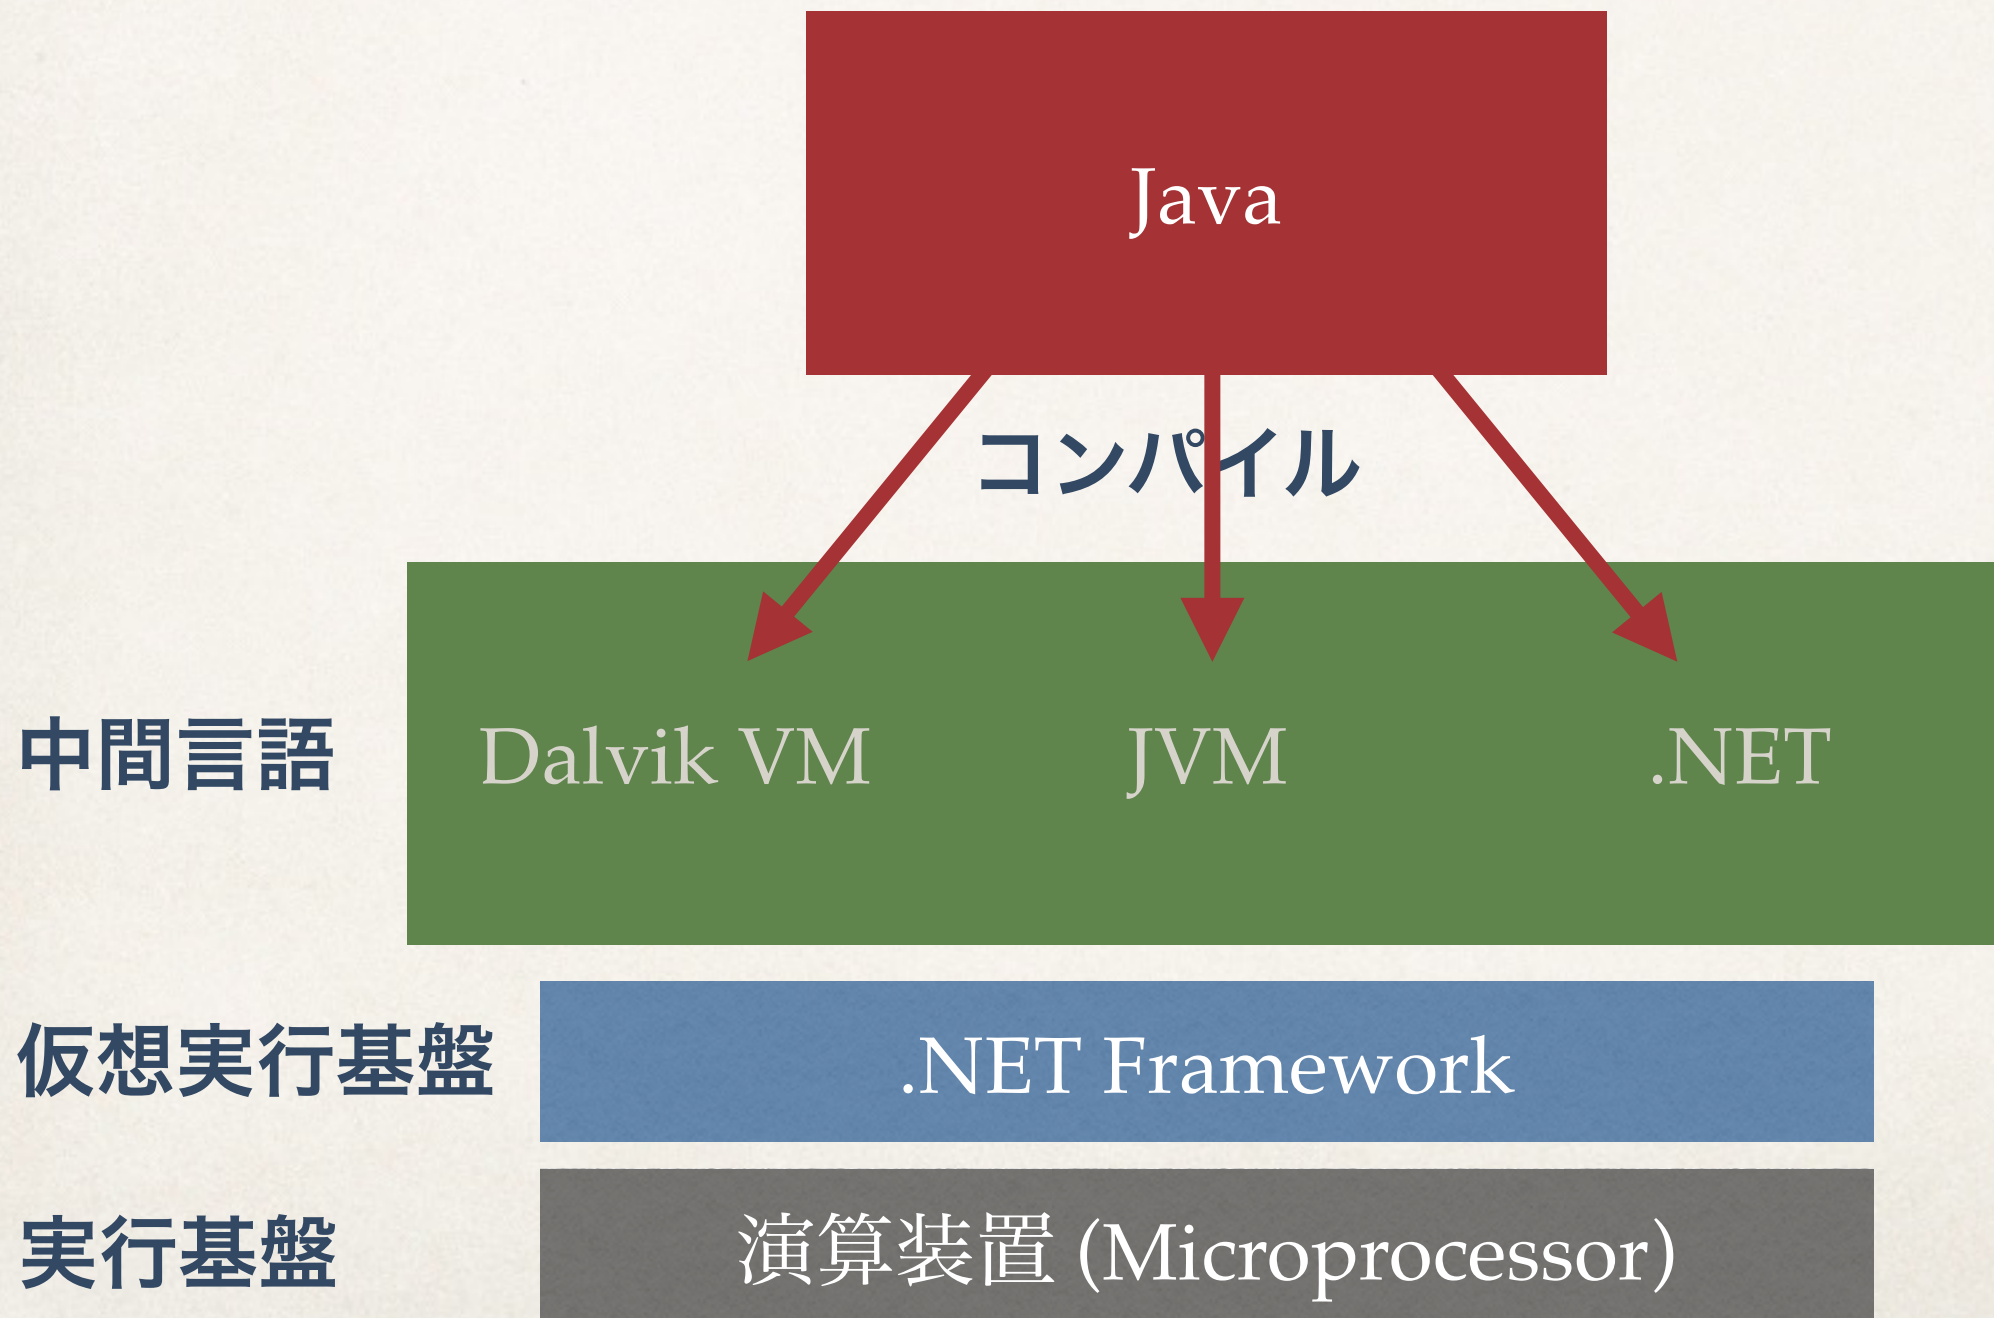 Java
コンパイル
中間言語
Dalvik VM
JVM
.NET
仮想実行基盤
.NET Framework
実行基盤
演算装置 (Microprocessor)